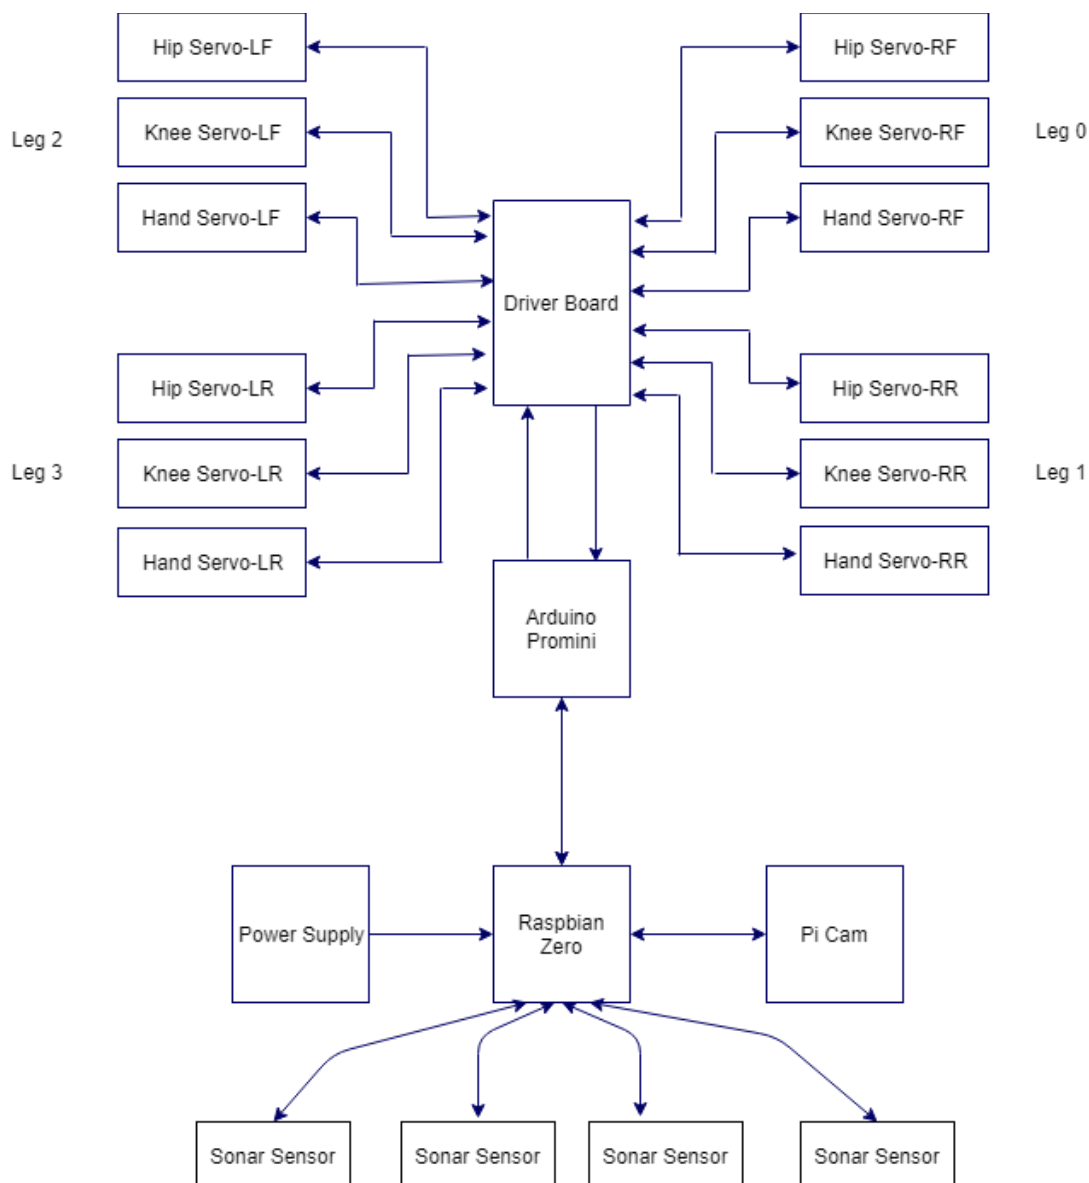 Hip Servo-LF
Hip Servo-RF
Leg 2
Knee Servo-LF
Knee Servo-RF
Leg 0
Hand Servo-LF
Hand Servo-RF
Driver Board
Hip Servo-LR
Hip Servo-RR
Leg 3
Knee Servo-LR
Knee Servo-RR
Leg 1
Hand Servo-LR
Hand Servo-RR
Arduino
Promini
Power Supply
Raspbian
Zero
Pi Cam
Sonar Sensor
Sonar Sensor
Sonar Sensor
Sonar Sensor